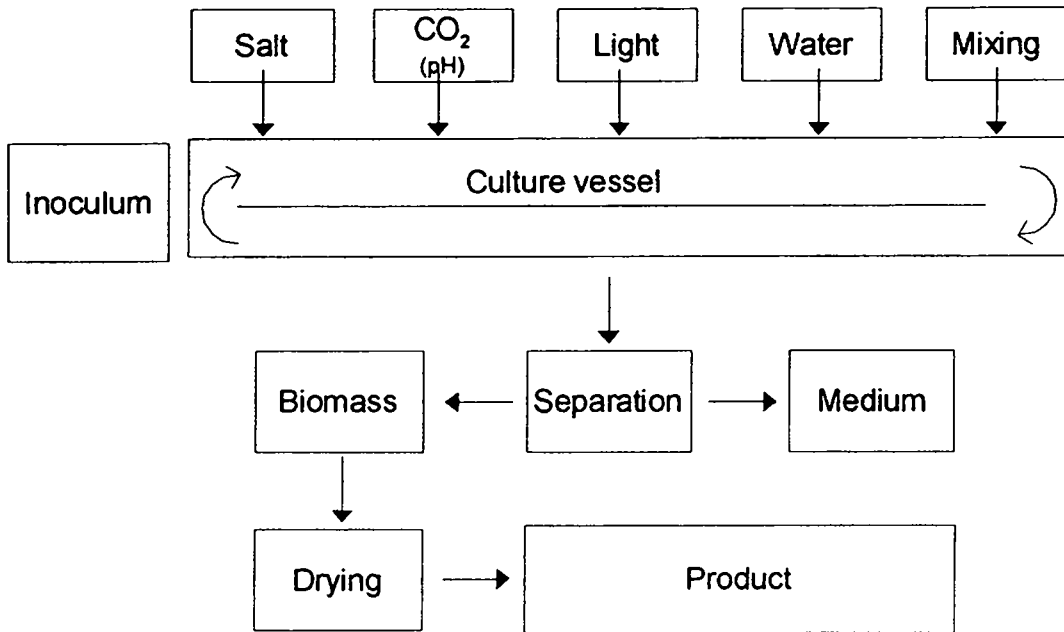 Salt
CO₂
(pH)
Light
Water
Mixing
Inoculum
Culture vessel
Biomass
Separation
Medium
Drying
Product